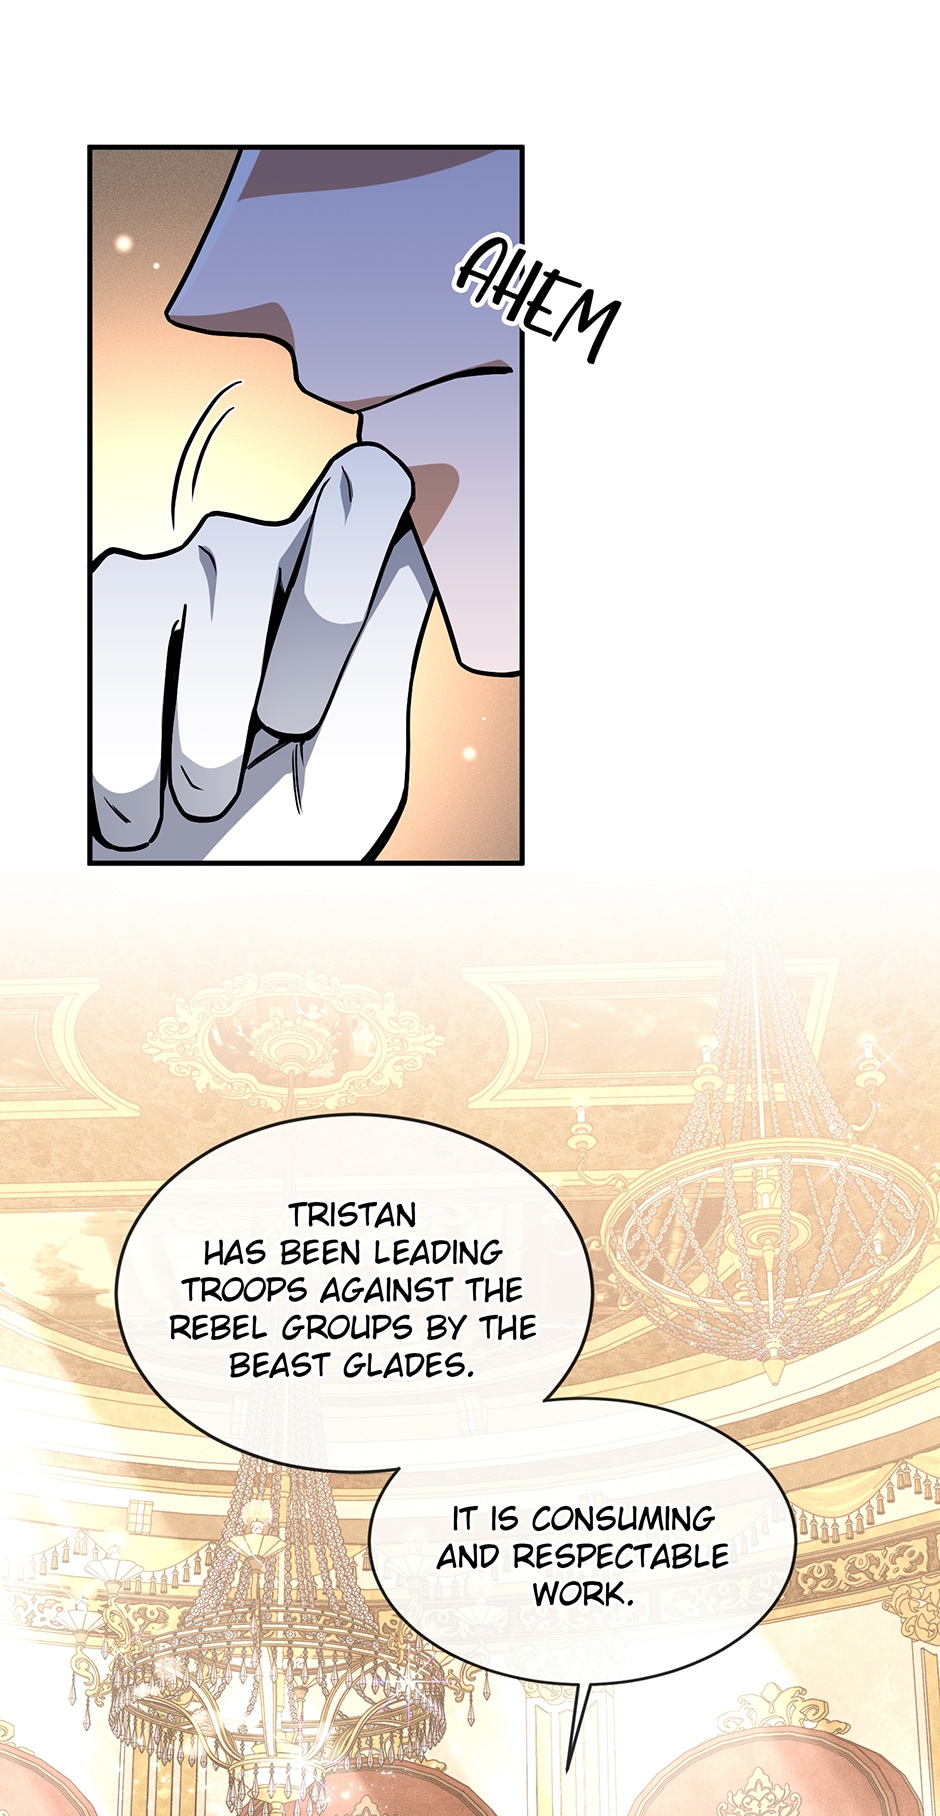 AHEM
TRISTAN
HAS BEEN LEADING
TROOPS AGAINST THE
REBEL GROUPS BY THE
BEAST GLADES.
IT IS CONSUMING
AND RESPECTABLE
WORK.